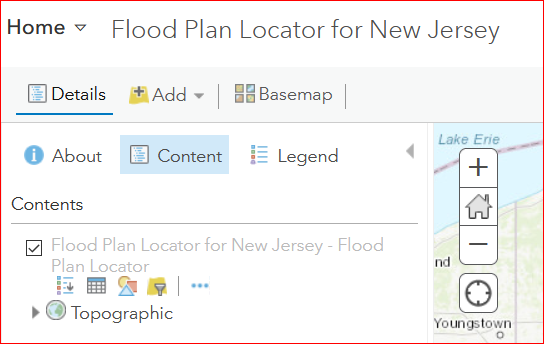 Home Flood Plan Locator for New Jersey
Details Add Basemap
About Content Legend
Lake Erie
Contents
Flood Plan Locator for New Jersey - Flood
Plan Locator
nd
Topographic
Youngstown